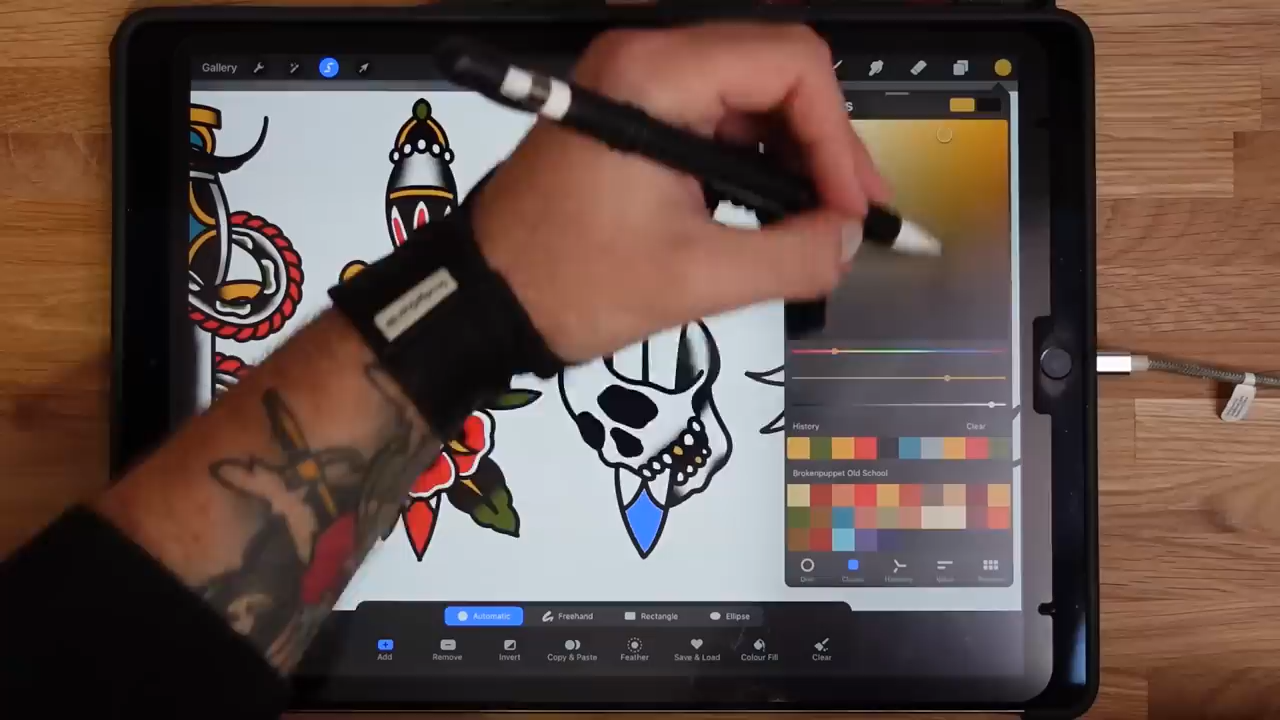 Gallery
s
History
Clear
Brokenpuppet Old School
Classic
Automatic
Freehand
Rectangle
Ellipse
Add
Remove
Invert
Copy & Paste
Feather
Save & Load
Colour Fill
Clear